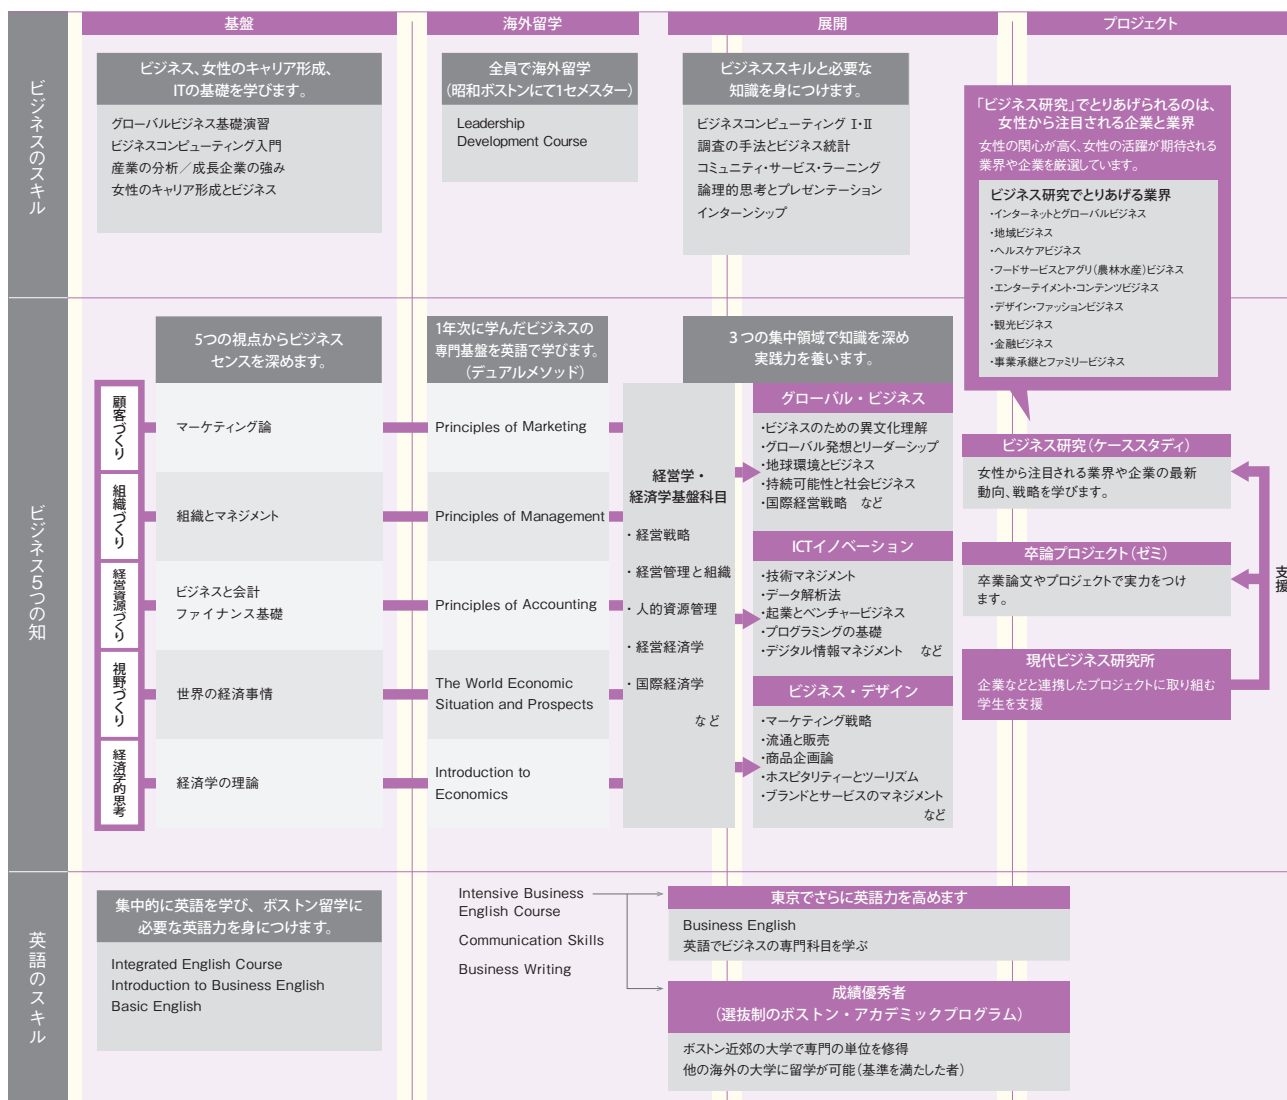 基盤
海外留学
展開
プロジェクト
ビジネスのスキル
ビジネス、女性のキャリア形成、
ITの基礎を学びます。
グローバルビジネス基礎演習
ビジネスコンピューティング入門
産業の分析／成長企業の強み
女性のキャリア形成とビジネス
全員で海外留学
（昭和ボストンにて1セメスター）
Leadership
Development Course
ビジネススキルと必要な
知識を身につけます。
ビジネスコンピューティング Ⅰ・Ⅱ
調査の手法とビジネス統計
コミュニティ・サービス・ラーニング
論理的思考とプレゼンテーション
インターンシップ
「ビジネス研究」でとりあげられるのは、
女性から注目される企業と業界
女性の関心が高く、女性の活躍が期待される
業界や企業を厳選しています。
ビジネス研究でとりあげる業界
・インターネットとグローバルビジネス
・地域ビジネス
・ヘルスケアビジネス
・フードサービスとアグリ（農林水産）ビジネス
・エンターテイメント・コンテンツビジネス
・デザイン・ファッションビジネス
・観光ビジネス
・金融ビジネス
・事業承継とファミリービジネス
ビジネス5つの知
5つの視点からビジネス
センスを深めます。
1年次に学んだビジネスの
専門基盤を英語で学びます。
（デュアルメソッド）
３つの集中領域で知識を深め
実践力を養います。
顧客づくり
マーケティング論
Principles of Marketing
組織づくり
組織とマネジメント
Principles of Management
経営資源づくり
ビジネスと会計
ファイナンス基礎
Principles of Accounting
視野づくり
世界の経済事情
The World Economic
Situation and Prospects
経済学的思考
経済学の理論
Introduction to
Economics
経営学・
経済学基盤科目
・経営戦略
・経営管理と組織
・人的資源管理
・経営経済学
・国際経済学
など
グローバル・ビジネス
・ビジネスのための異文化理解
・グローバル発想とリーダーシップ
・地球環境とビジネス
・持続可能性と社会ビジネス
・国際経営戦略　など
ICTイノベーション
・技術マネジメント
・データ解析法
・起業とベンチャービジネス
・プログラミングの基礎
・デジタル情報マネジメント　など
ビジネス・デザイン
・マーケティング戦略
・流通と販売
・商品企画論
・ホスピタリティーとツーリズム
・ブランドとサービスのマネジメント
など
ビジネス研究（ケーススタディ）
女性から注目される業界や企業の最新
動向、戦略を学びます。
卒論プロジェクト（ゼミ）
卒業論文やプロジェクトで実力をつけ
ます。
現代ビジネス研究所
企業などと連携したプロジェクトに取り組む
学生を支援
支援
英語のスキル
集中的に英語を学び、ボストン留学に
必要な英語力を身につけます。
Integrated English Course
Introduction to Business English
Basic English
Intensive Business
English Course
Communication Skills
Business Writing
東京でさらに英語力を高めます
Business English
英語でビジネスの専門科目を学ぶ
成績優秀者
（選抜制のボストン・アカデミックプログラム）
ボストン近郊の大学で専門の単位を修得
他の海外の大学に留学が可能（基準を満たした者）